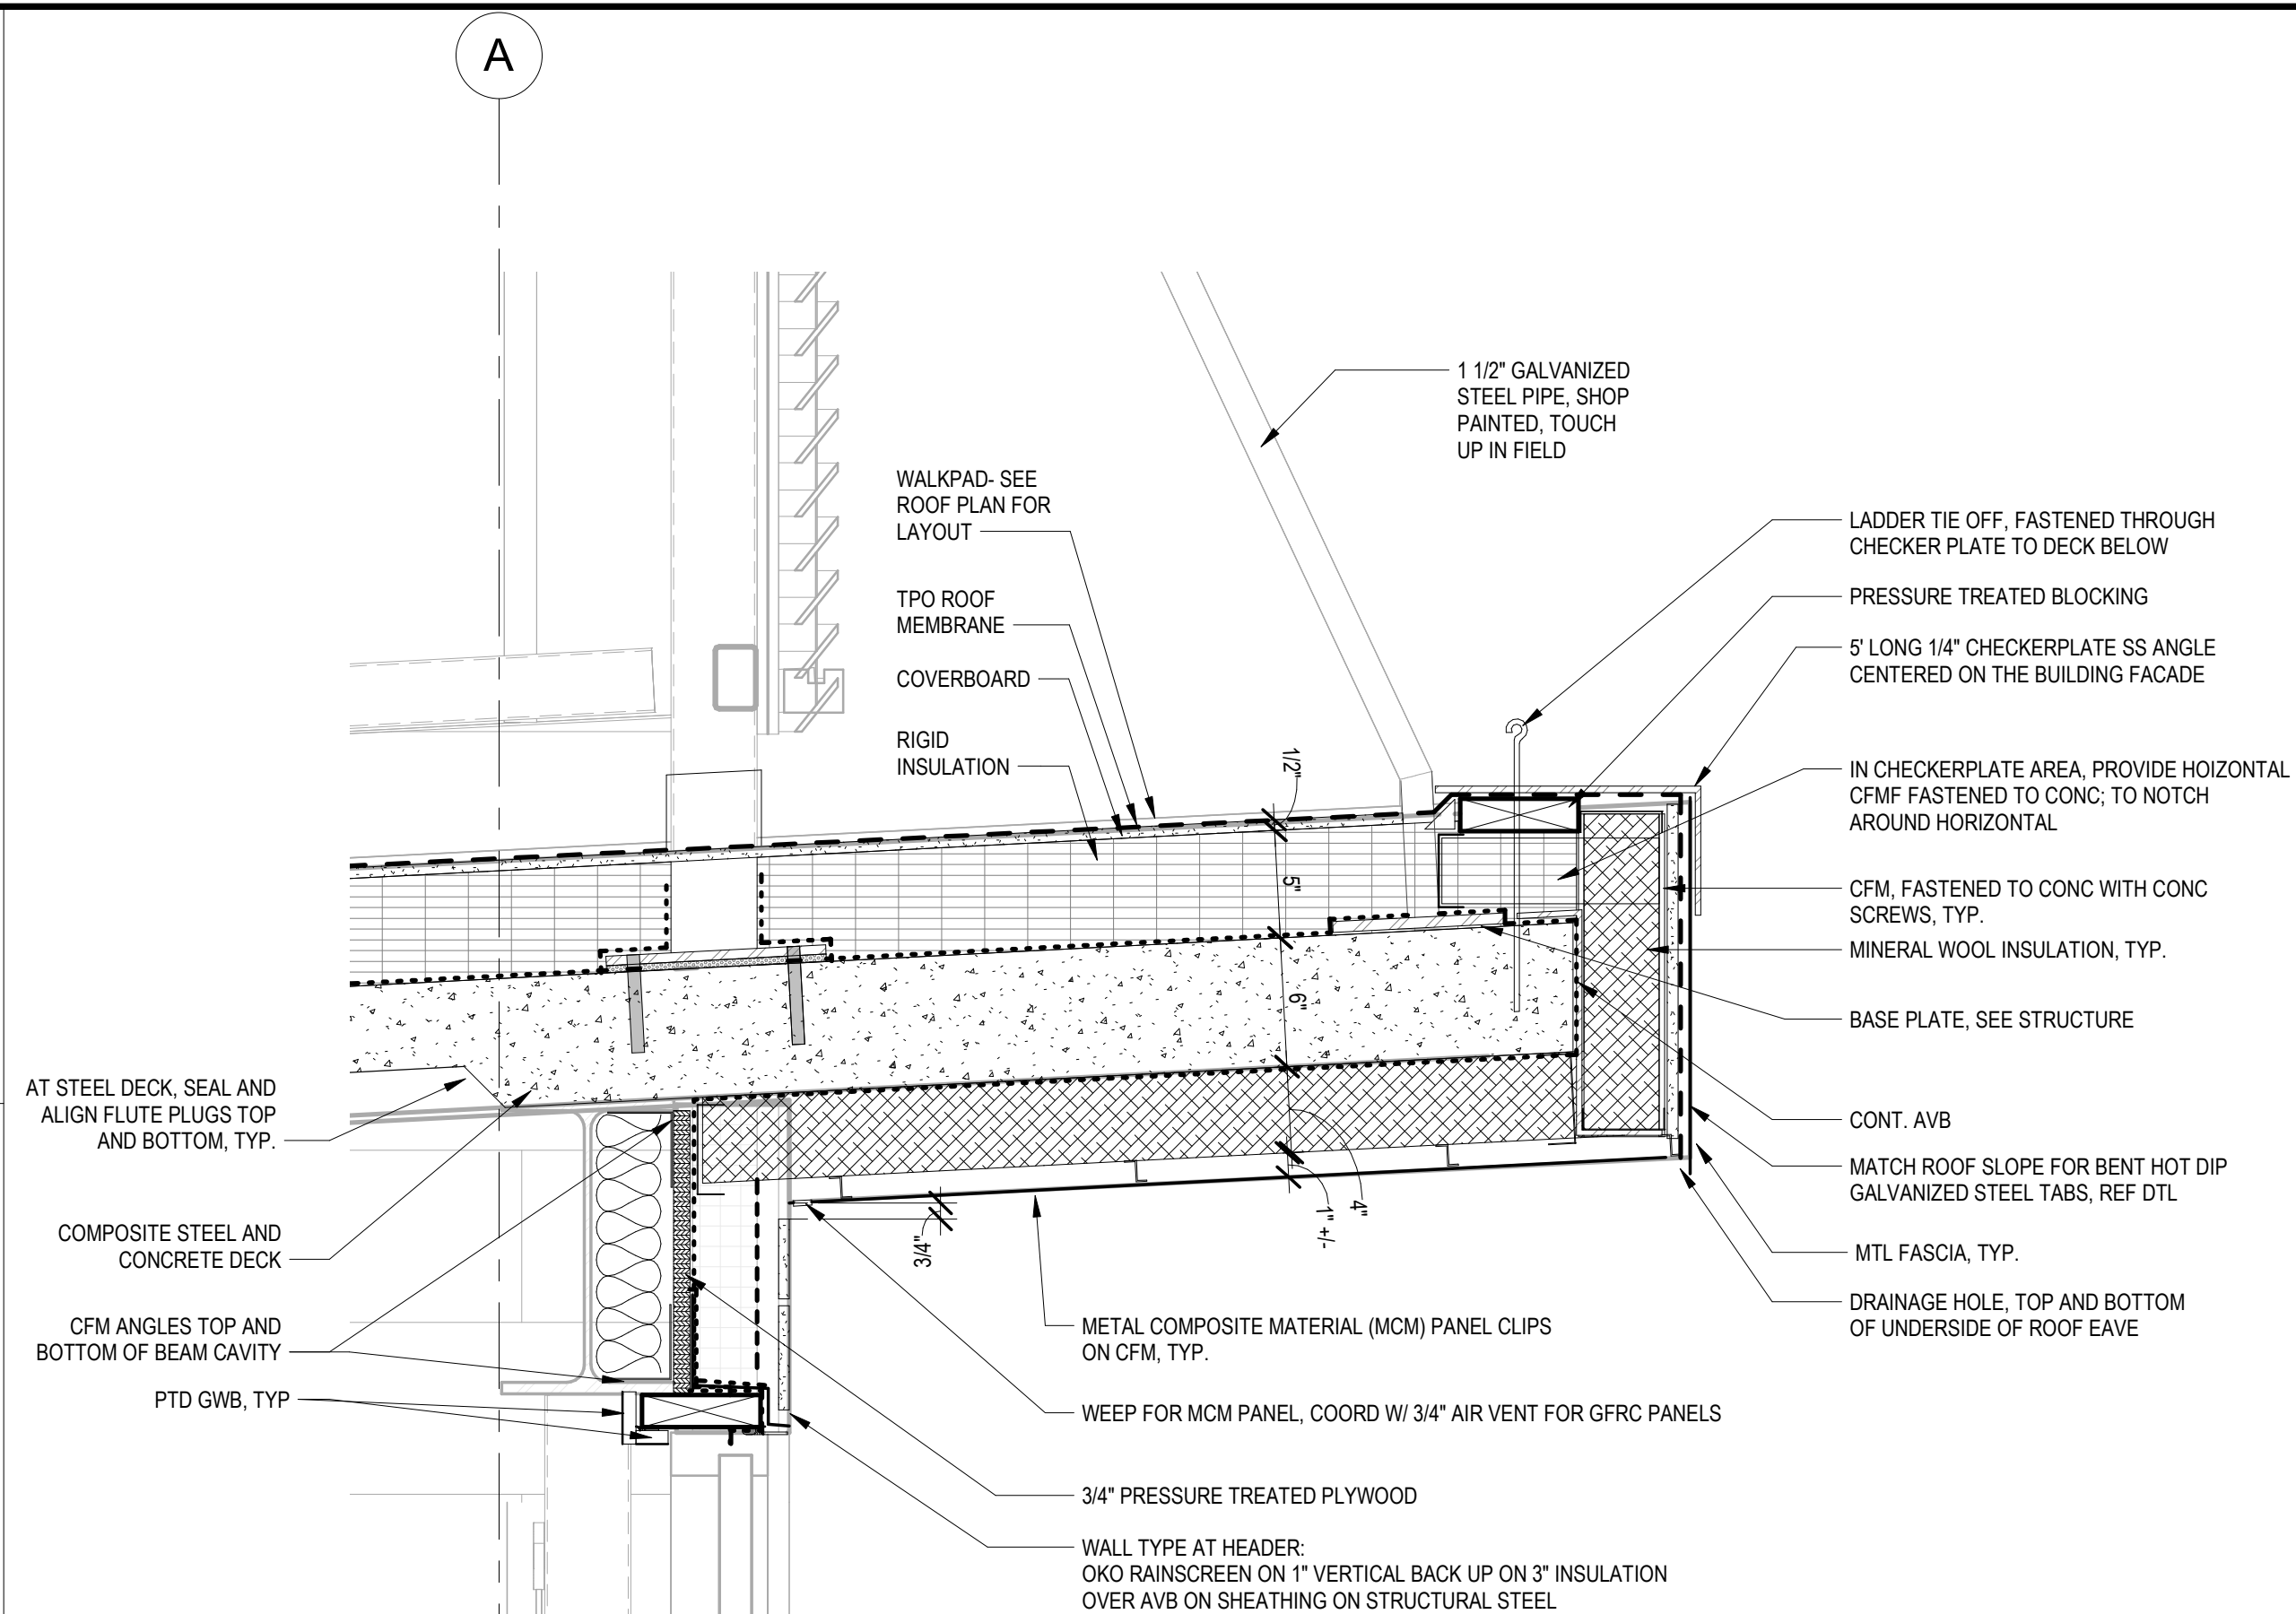 A
1 1/2" GALVANIZED
STEEL PIPE, SHOP
PAINTED, TOUCH
UP IN FIELD
WALKPAD- SEE
ROOF PLAN FOR
LAYOUT
TPO ROOF
MEMBRANE
COVERBOARD
RIGID
INSULATION
LADDER TIE OFF, FASTENED THROUGH
CHECKER PLATE TO DECK BELOW
PRESSURE TREATED BLOCKING
5' LONG 1/4" CHECKERPLATE SS ANGLE
CENTERED ON THE BUILDING FACADE
IN CHECKERPLATE AREA, PROVIDE HOIZONTAL
CFMF FASTENED TO CONC; TO NOTCH
AROUND HORIZONTAL
CFM, FASTENED TO CONC WITH CONC
SCREWS, TYP.
MINERAL WOOL INSULATION, TYP.
BASE PLATE, SEE STRUCTURE
CONT. AVB
MATCH ROOF SLOPE FOR BENT HOT DIP
GALVANIZED STEEL TABS, REF DTL
MTL FASCIA, TYP.
DRAINAGE HOLE, TOP AND BOTTOM
OF UNDERSIDE OF ROOF EAVE
1/2"
5"
6"
4"
1" +/-
3/4"
AT STEEL DECK, SEAL AND
ALIGN FLUTE PLUGS TOP
AND BOTTOM, TYP.
COMPOSITE STEEL AND
CONCRETE DECK
CFM ANGLES TOP AND
BOTTOM OF BEAM CAVITY
PTD GWB, TYP
METAL COMPOSITE MATERIAL (MCM) PANEL CLIPS
ON CFM, TYP.
WEEP FOR MCM PANEL, COORD W/ 3/4" AIR VENT FOR GFRC PANELS
3/4" PRESSURE TREATED PLYWOOD
WALL TYPE AT HEADER:
OKO RAINSCREEN ON 1" VERTICAL BACK UP ON 3" INSULATION
OVER AVB ON SHEATHING ON STRUCTURAL STEEL